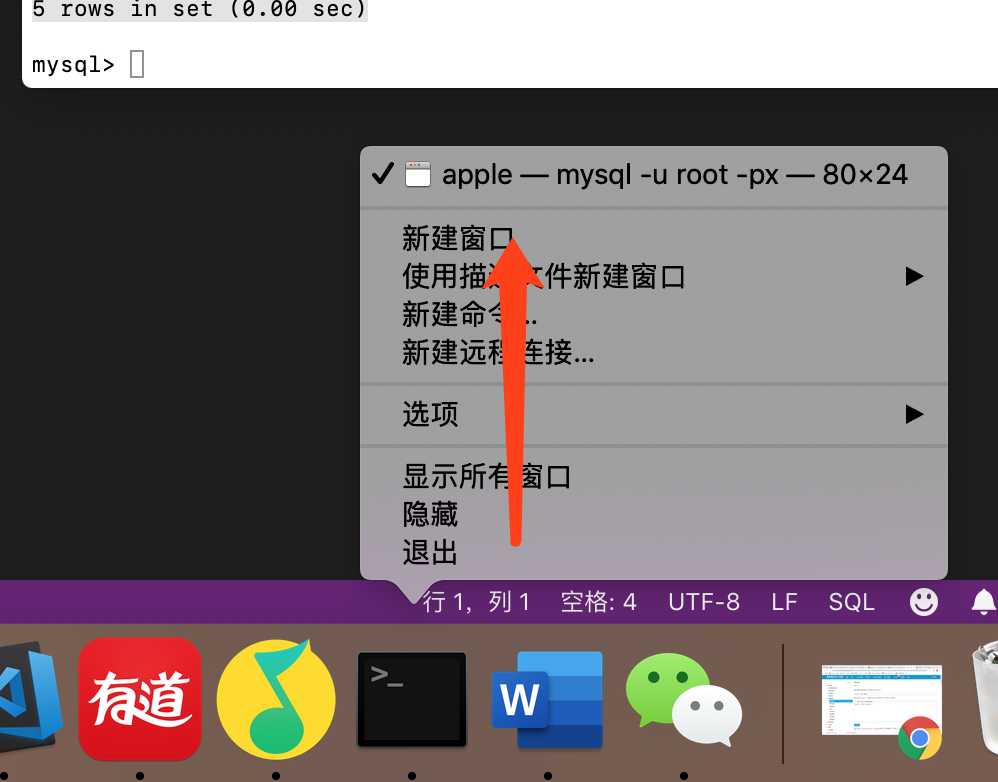 5 rows in set (0.00 sec)
mysql>
✓ apple — mysql -u root -px — 80×24
新建窗口
使用描述文件新建窗口
新建命令...
新建远程连接...
选项
显示所有窗口
隐藏
退出
行 1，列 1 空格: 4 UTF-8 LF SQL
有道
>_
W